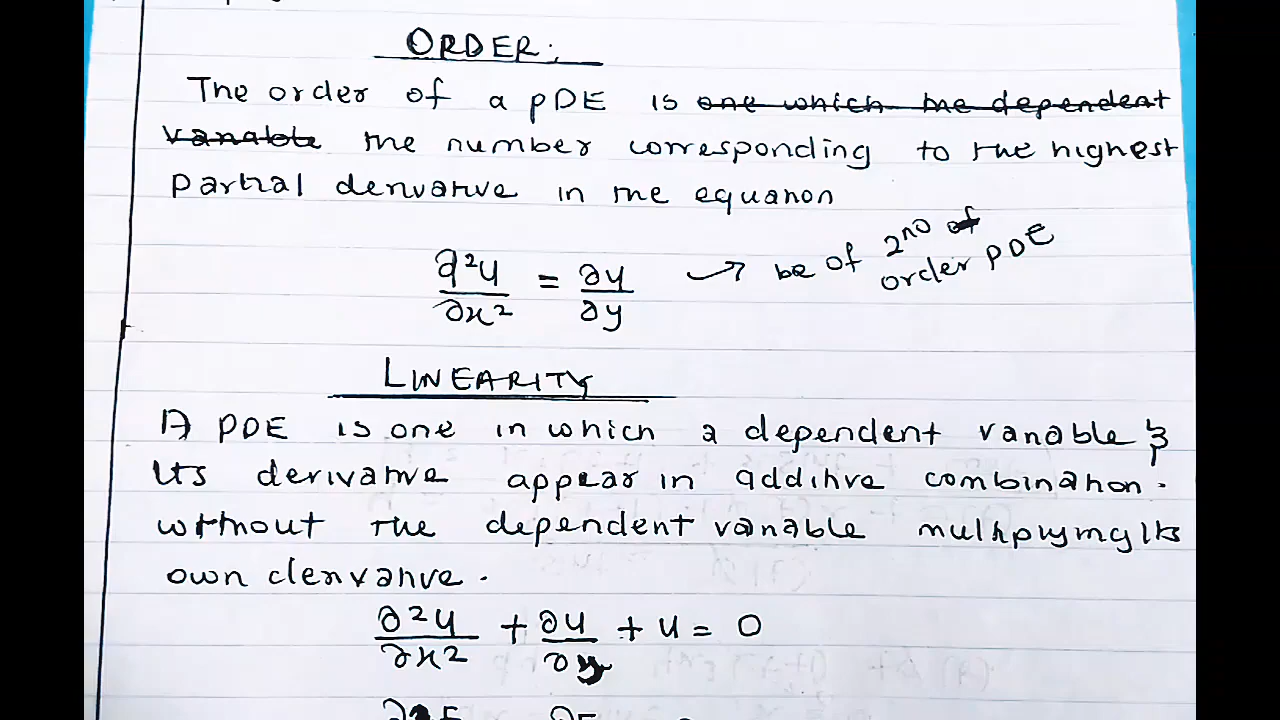 ORDER:
The order of a PDE is one which the dependent
variable the number corresponding to the highest
partial derivative in the equation
∂²u/∂x² = ∂u/∂y → be of 2nd of
order PDE
LINEARITY
A PDE is one in which a dependent variable &
its derivative appear in additive combination.
without the dependent variable multiplying its
own derivative.
∂²u/∂x² + ∂u/∂y + u = 0